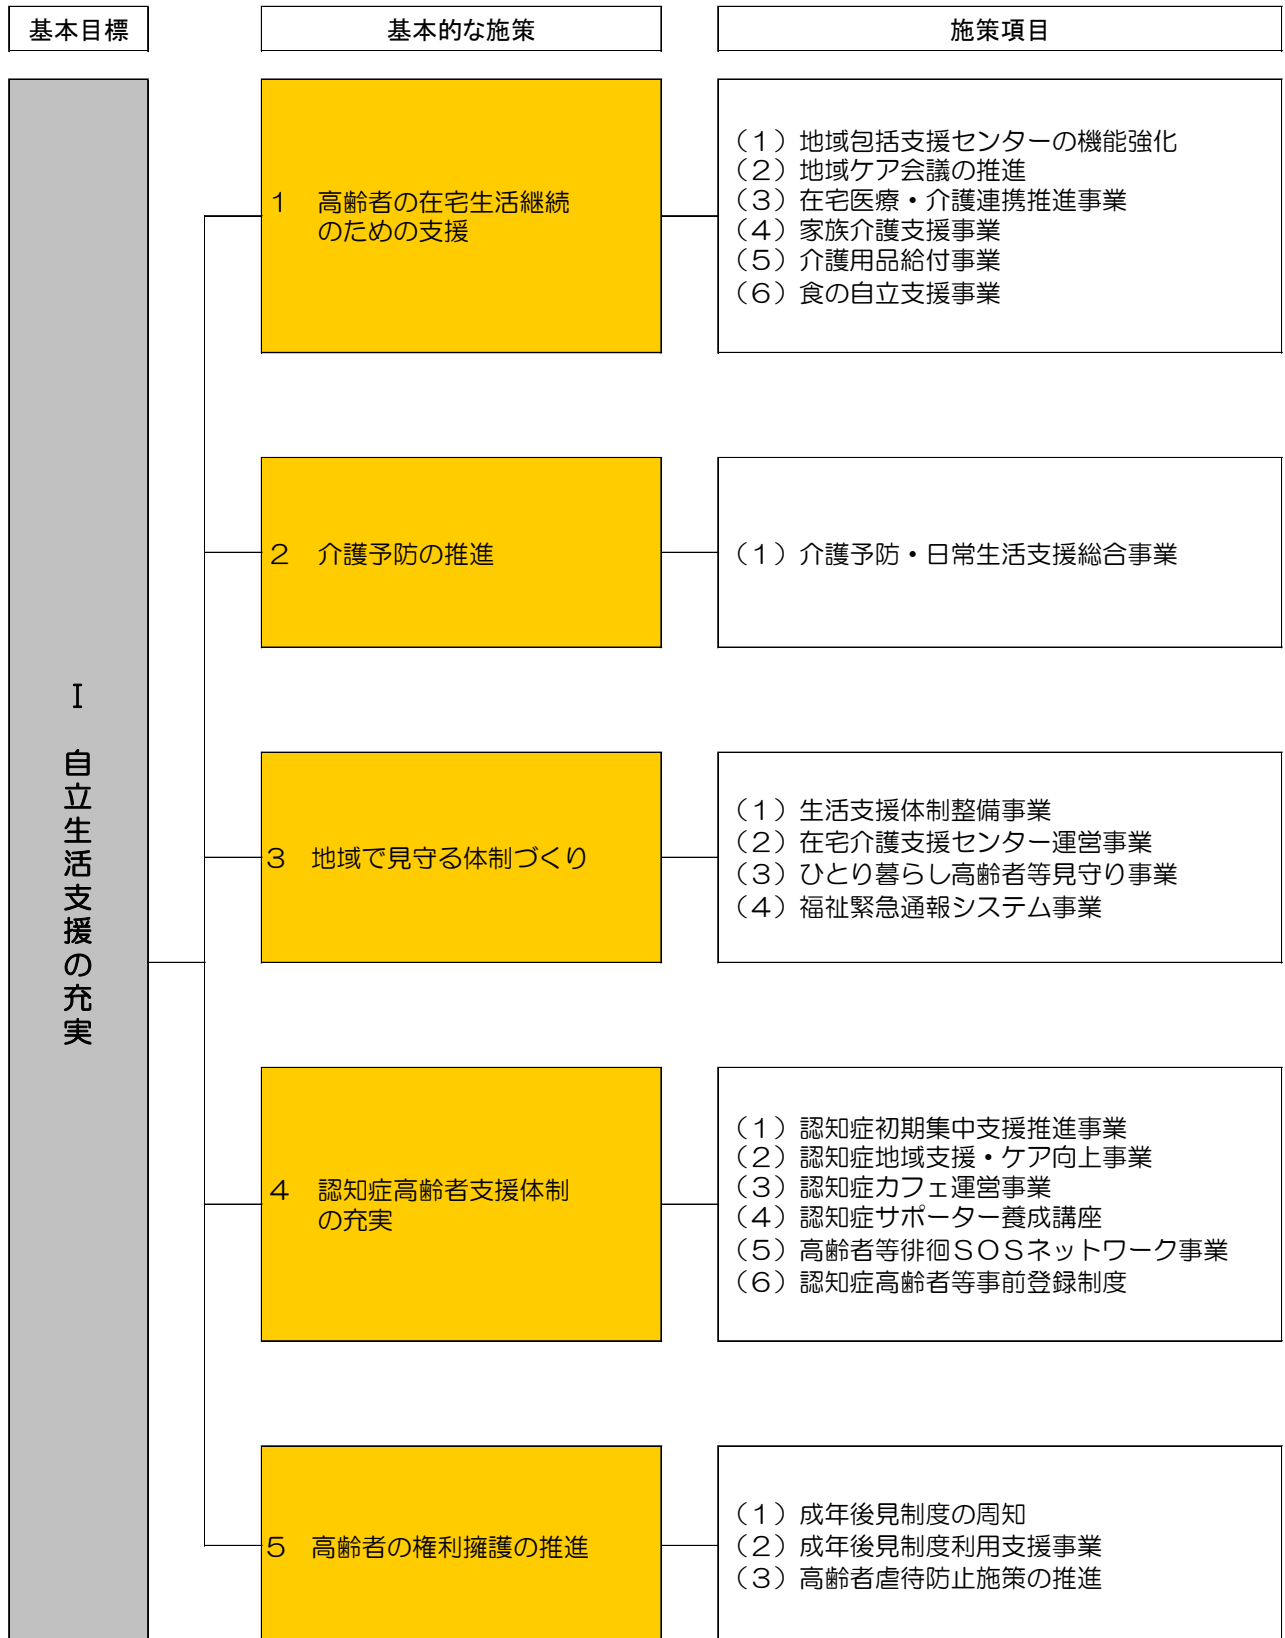 基本目標
基本的な施策
施策項目
Ⅰ 自立生活支援の充実
１ 高齢者の在宅生活継続
のための支援
（１）地域包括支援センターの機能強化
（２）地域ケア会議の推進
（３）在宅医療・介護連携推進事業
（４）家族介護支援事業
（５）介護用品給付事業
（６）食の自立支援事業
２ 介護予防の推進
（１）介護予防・日常生活支援総合事業
３ 地域で見守る体制づくり
（１）生活支援体制整備事業
（２）在宅介護支援センター運営事業
（３）ひとり暮らし高齢者等見守り事業
（４）福祉緊急通報システム事業
４ 認知症高齢者支援体制
の充実
（１）認知症初期集中支援推進事業
（２）認知症地域支援・ケア向上事業
（３）認知症カフェ運営事業
（４）認知症サポーター養成講座
（５）高齢者等徘徊ＳＯＳネットワーク事業
（６）認知症高齢者等事前登録制度
５ 高齢者の権利擁護の推進
（１）成年後見制度の周知
（２）成年後見制度利用支援事業
（３）高齢者虐待防止施策の推進